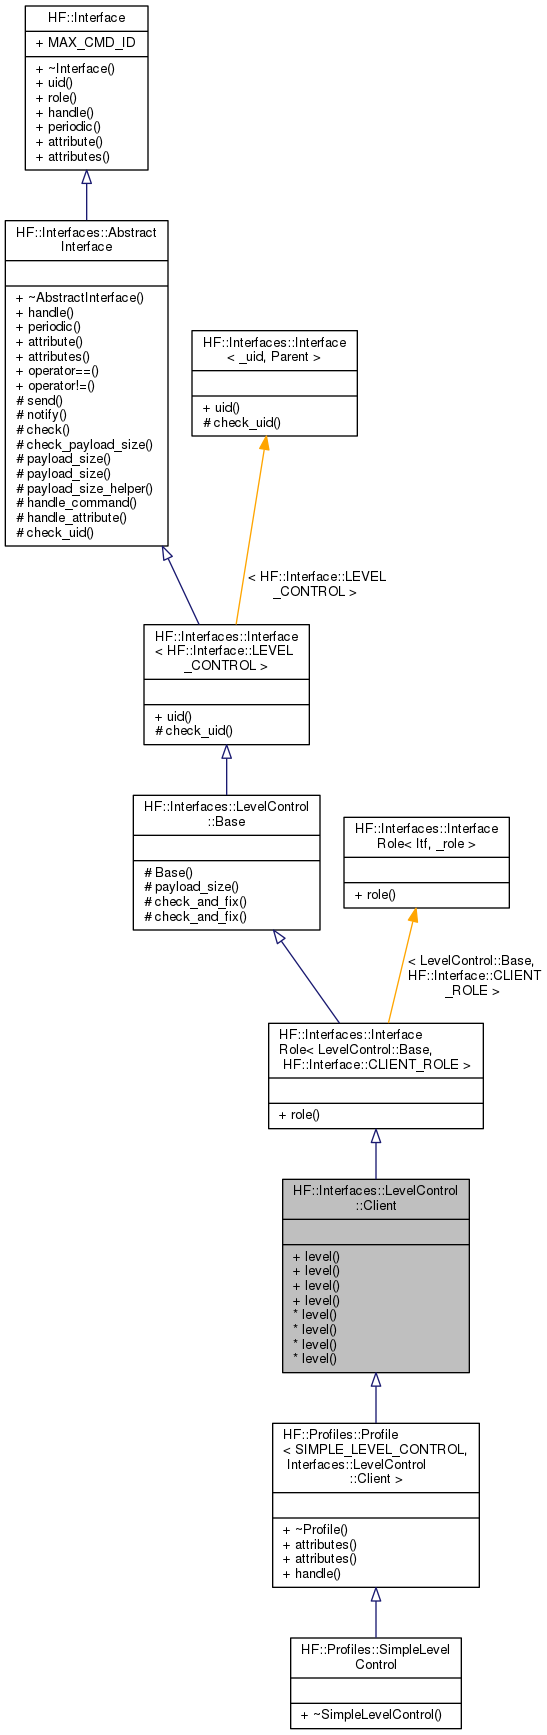 HF::Interface
+ MAX_CMD_ID
+ ~Interface()
+ uid()
+ role()
+ handle()
+ periodic()
+ attribute()
+ attributes()
HF::Interfaces::Abstract
Interface
+ ~AbstractInterface()
+ handle()
+ periodic()
+ attribute()
+ attributes()
+ operator==()
+ operator!=()
# send()
# notify()
# check()
# check_payload_size()
# payload_size()
# payload_size()
# payload_size_helper()
# handle_command()
# handle_attribute()
# check_uid()
HF::Interfaces::Interface
< _uid, Parent >
+ uid()
# check_uid()
< HF::Interface::LEVEL
_CONTROL >
HF::Interfaces::Interface
< HF::Interface::LEVEL
_CONTROL >
+ uid()
# check_uid()
HF::Interfaces::LevelControl
::Base
# Base()
# payload_size()
# check_and_fix()
# check_and_fix()
HF::Interfaces::Interface
Role< Itf, _role >
+ role()
< LevelControl::Base,
HF::Interface::CLIENT
_ROLE >
HF::Interfaces::Interface
Role< LevelControl::Base,
HF::Interface::CLIENT_ROLE >
+ role()
HF::Interfaces::LevelControl
::Client
+ level()
+ level()
+ level()
+ level()
* level()
* level()
* level()
* level()
HF::Profiles::Profile
< SIMPLE_LEVEL_CONTROL,
Interfaces::LevelControl
::Client >
+ ~Profile()
+ attributes()
+ attributes()
+ handle()
HF::Profiles::SimpleLevel
Control
+ ~SimpleLevelControl()